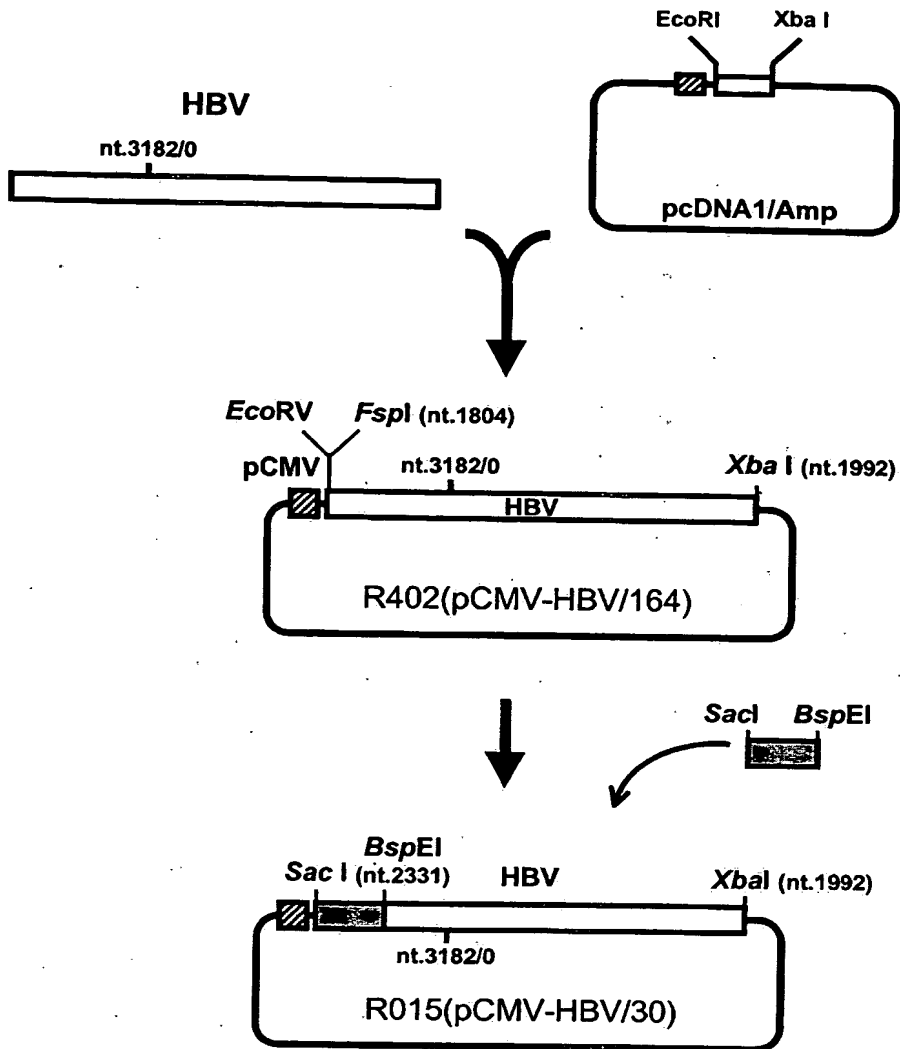 EcoRI Xba I
HBV
nt.3182/0
pcDNA1/Amp
EcoRV FspI (nt.1804)
pCMV nt.3182/0 Xba I (nt.1992)
HBV
R402(pCMV-HBV/164)
SacI BspEI
BspEI
Sac I (nt.2331) HBV XbaI (nt.1992)
nt.3182/0
R015(pCMV-HBV/30)